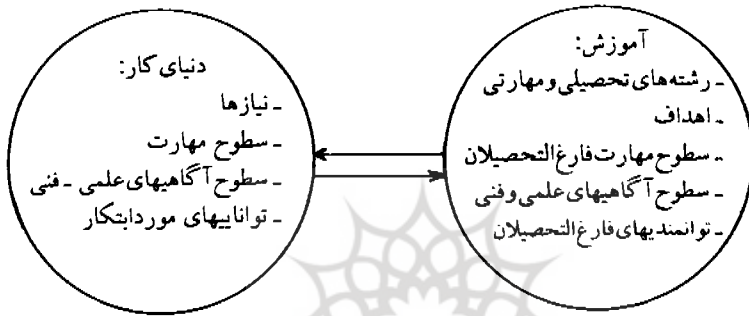 آموزش:
ـ رشته‌های تحصیلی و مهارتی
ـ اهداف
ـ سطوح مهارت فارغ‌التحصیلان
ـ سطوح آگاهیهای علمی و فنی
ـ توانمندیهای فارغ‌التحصیلان
دنیای کار:
ـ نیازها
ـ سطوح مهارت
ـ سطوح آگاهیهای علمی ـ فنی
ـ تواناییهای مورد ابتکار